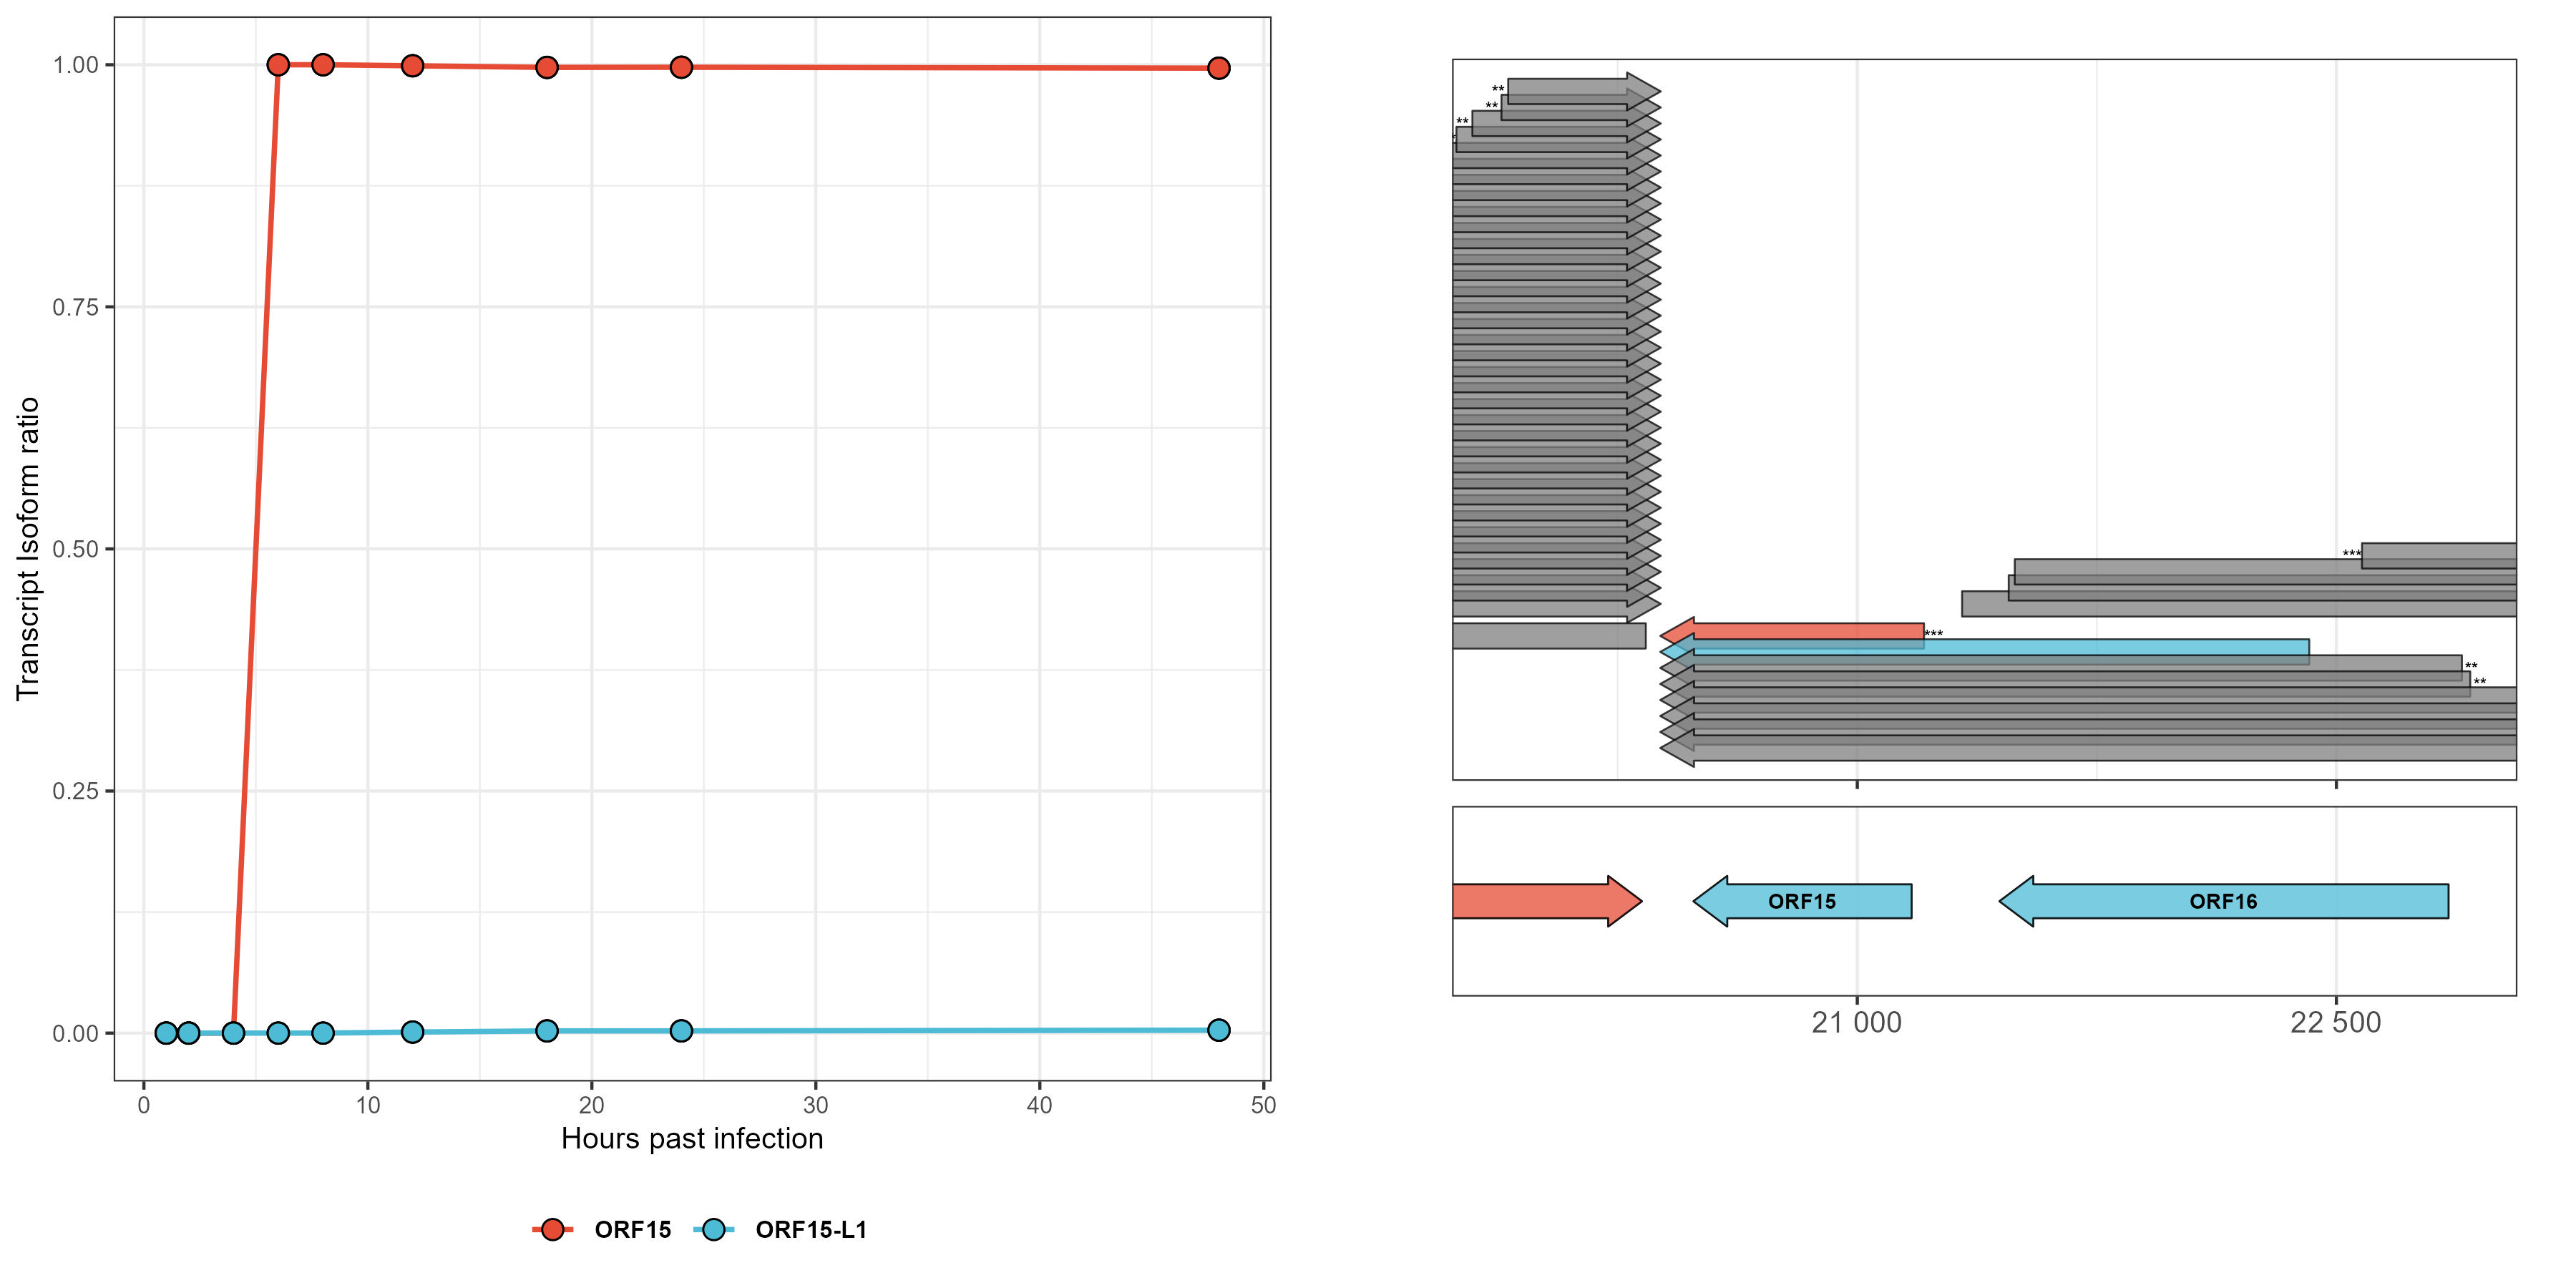 1.00
0.75
0.50
0.25
0.00
Transcript Isoform ratio
0 10 20 30 40 50
Hours past infection
ORF15 ORF15-L1
**
**
**
***
***
**
**
ORF15 ORF16
21 000 22 500